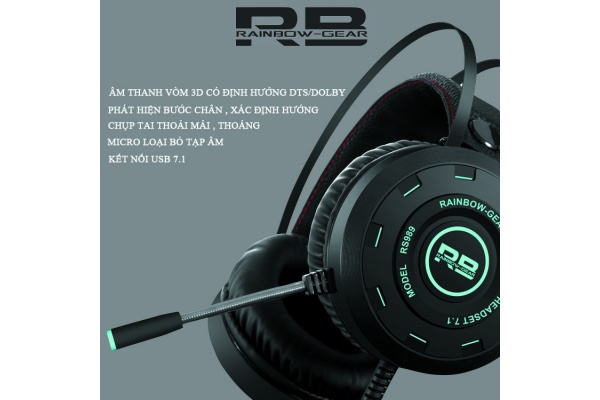 RB
RAINBOW-GEAR
ÂM THANH VÒM 3D CÓ ĐỊNH HƯỚNG DTS/DOLBY
PHÁT HIỆN BƯỚC CHÂN , XÁC ĐỊNH HƯỚNG
CHỤP TAI THOẢI MÁI , THOÁNG
MICRO LOẠI BỎ TẠP ÂM
KẾT NỐI USB 7.1
RAINBOW-GEAR
MODEL RS989
RB
RAINBOW-GEAR
HEADSET 7.1